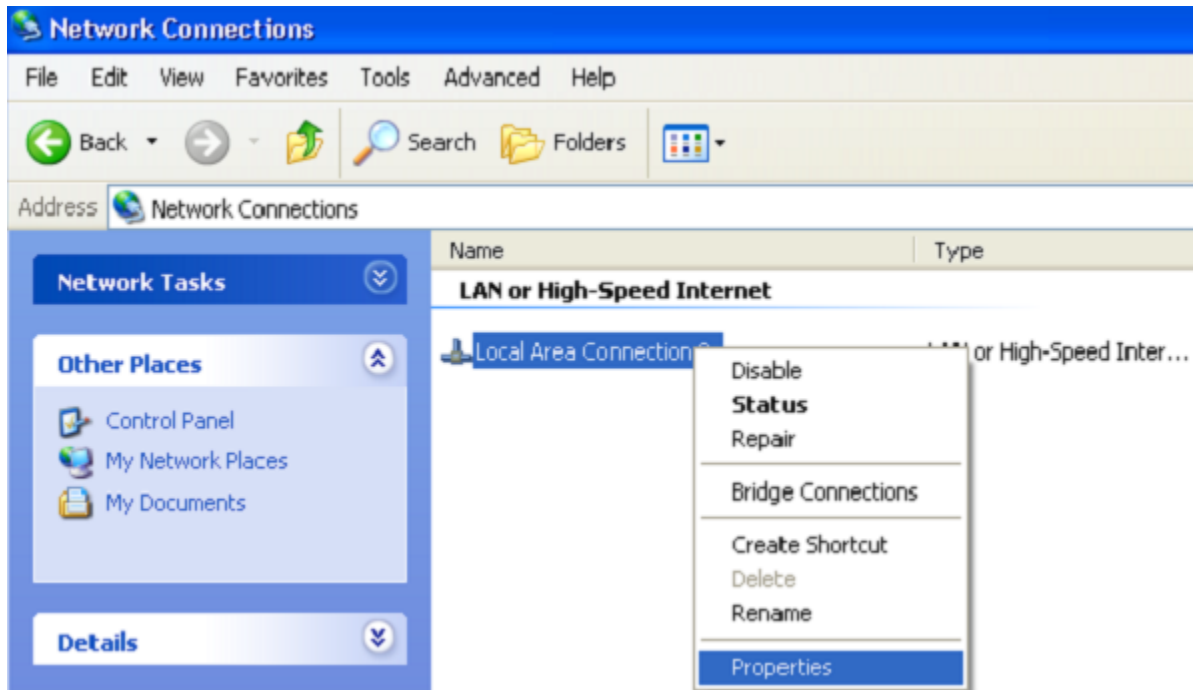 Network Connections
File Edit View Favorites Tools Advanced Help
Back Search Folders
Address Network Connections
Name Type
Network Tasks
LAN or High-Speed Internet
Other Places
Local Area Connection or High-Speed Inter...
Control Panel
My Network Places
My Documents
Details
Disable
Status
Repair
Bridge Connections
Create Shortcut
Delete
Rename
Properties